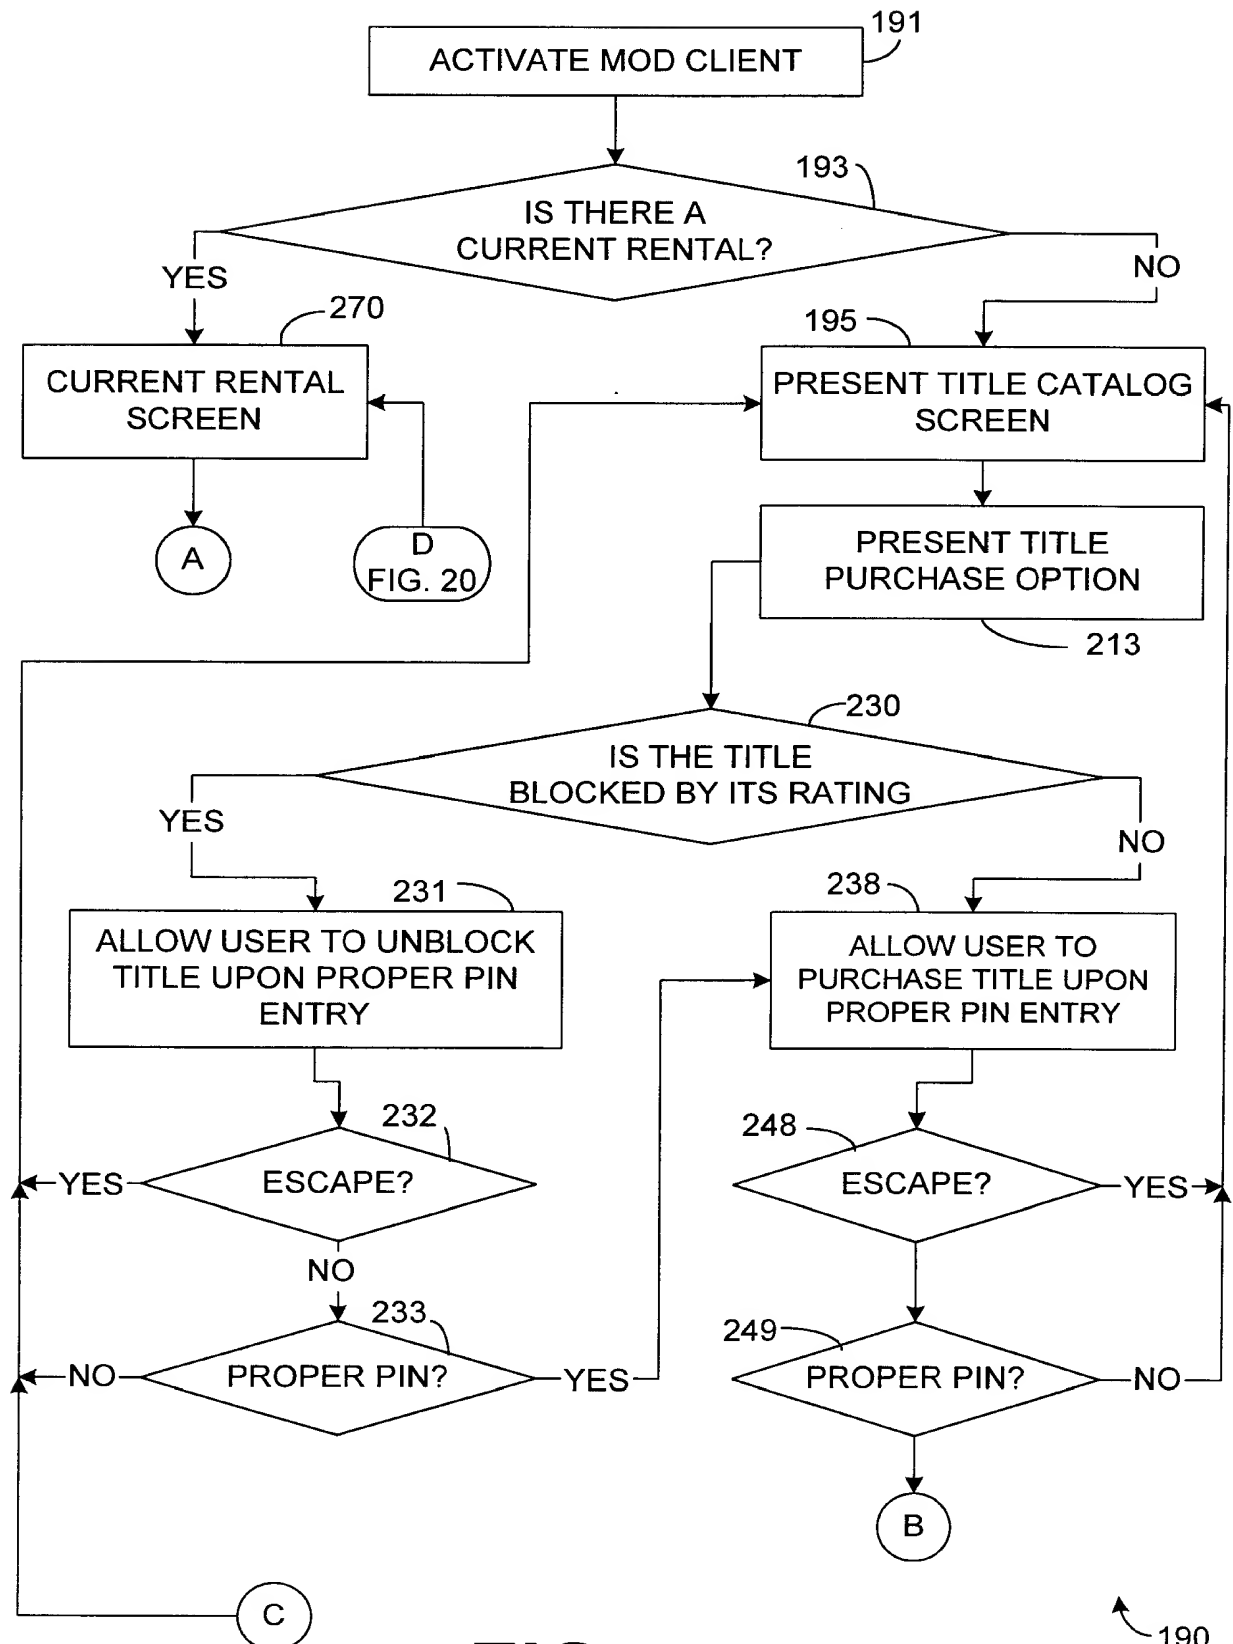 191
ACTIVATE MOD CLIENT
193
IS THERE A
CURRENT RENTAL?
YES
NO
270
195
CURRENT RENTAL
SCREEN
PRESENT TITLE CATALOG
SCREEN
A
D
FIG. 20
PRESENT TITLE
PURCHASE OPTION
213
230
IS THE TITLE
BLOCKED BY ITS RATING
YES
NO
231
238
ALLOW USER TO UNBLOCK
TITLE UPON PROPER PIN
ENTRY
ALLOW USER TO
PURCHASE TITLE UPON
PROPER PIN ENTRY
232
248
YES
ESCAPE?
ESCAPE?
YES
NO
233
249
NO
PROPER PIN?
YES
PROPER PIN?
NO
B
C
190